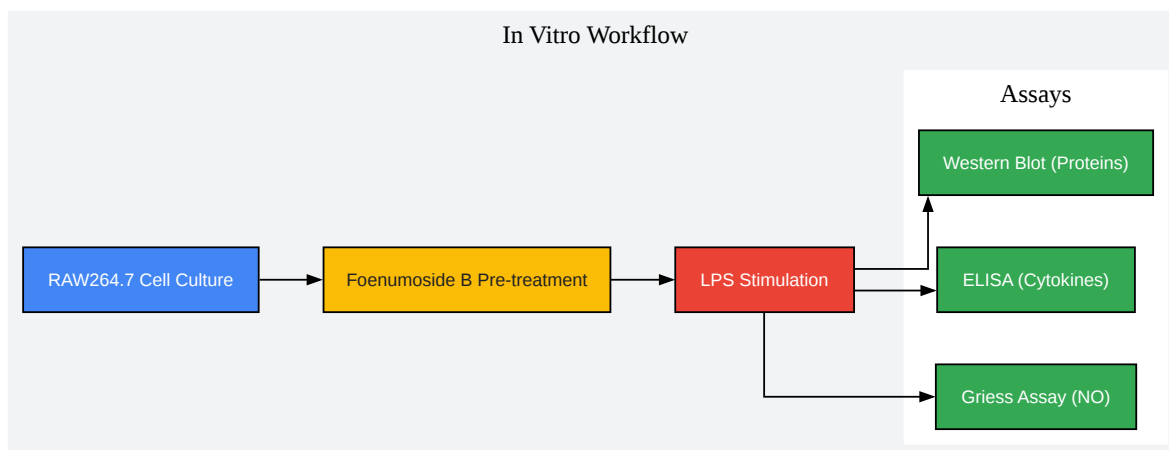 In Vitro Workflow
Assays
Western Blot (Proteins)
RAW264.7 Cell Culture
Foenumoside B Pre-treatment
LPS Stimulation
ELISA (Cytokines)
Griess Assay (NO)